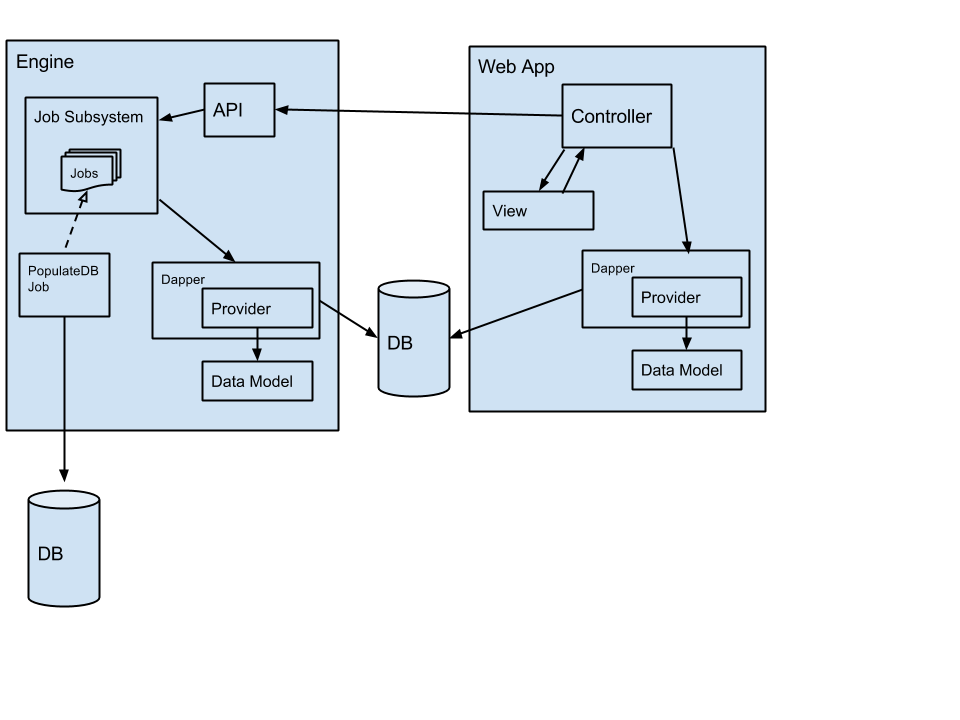 Engine
Job Subsystem
Jobs
API
PopulateDB
Job
Dapper
Provider
Data Model
DB
Web App
Controller
View
Dapper
Provider
Data Model
DB